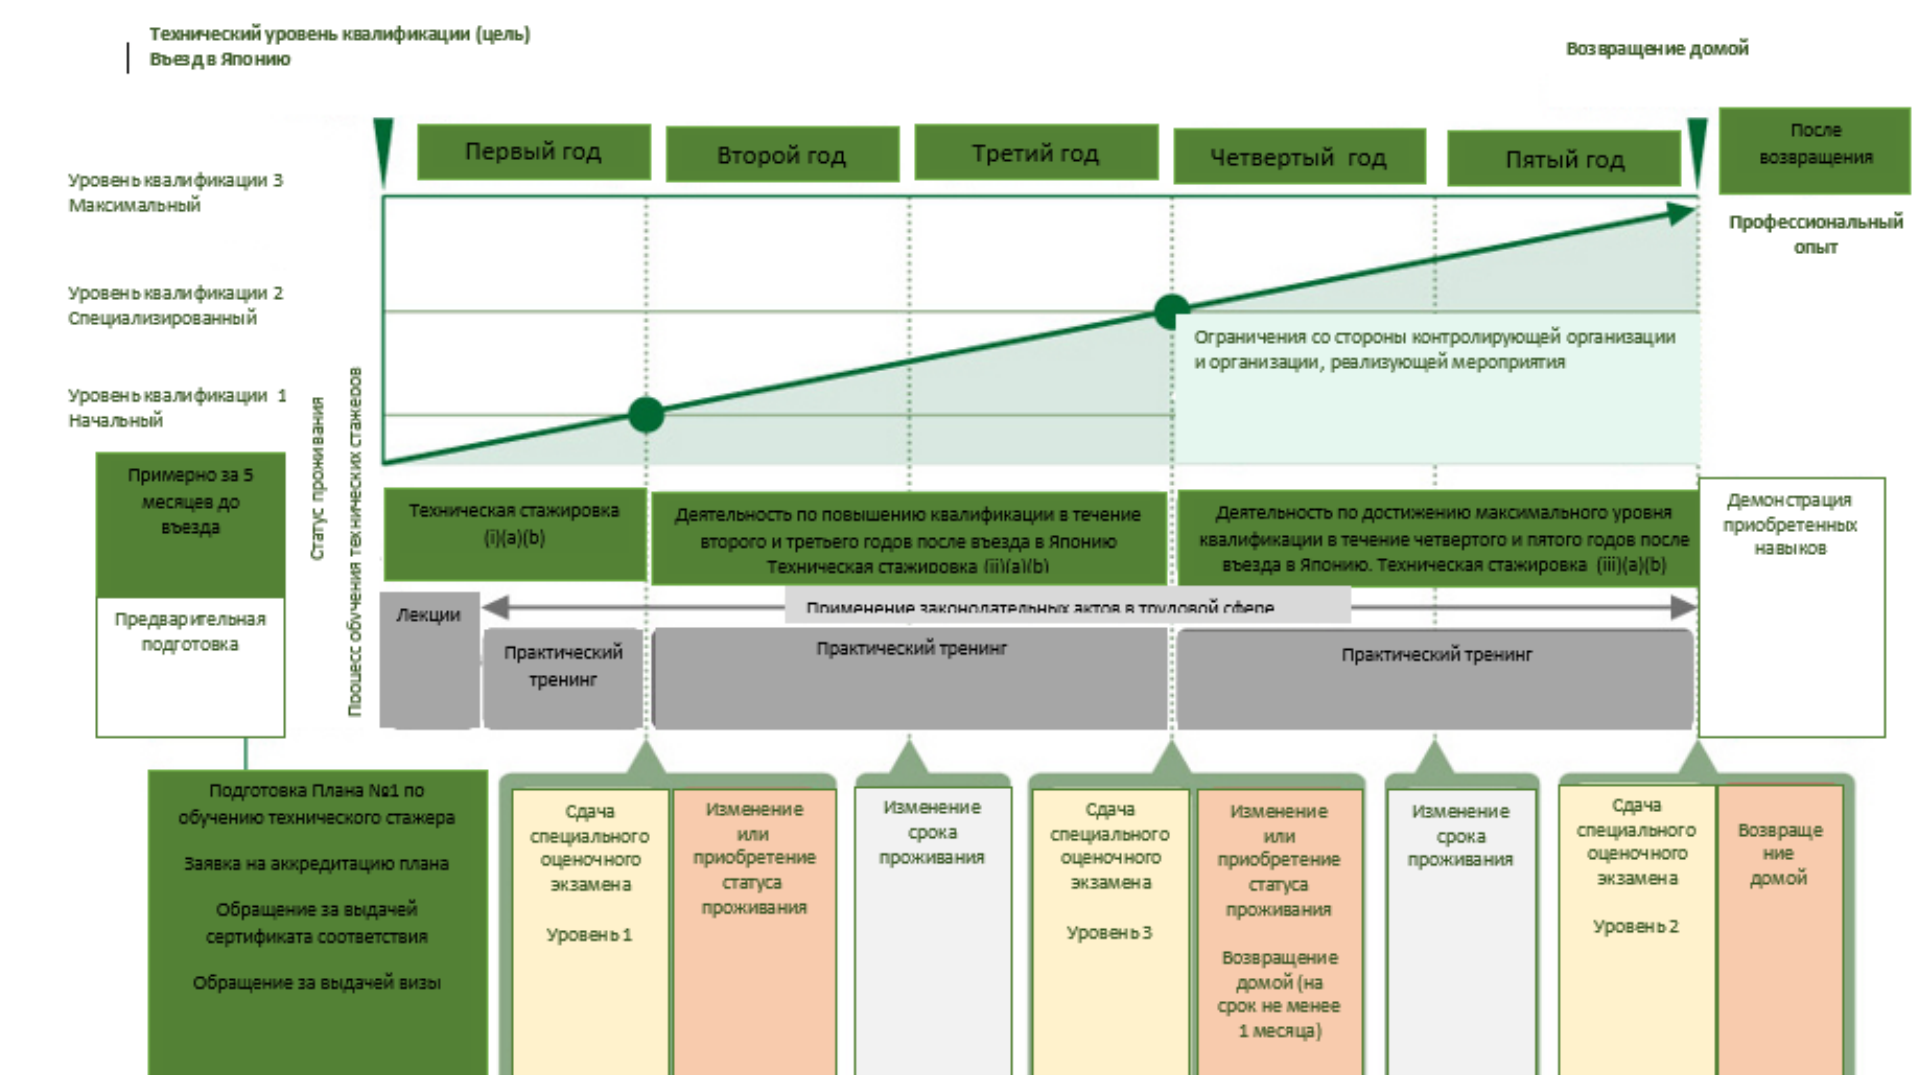 Технический уровень квалификации (цель)
Въезд в Японию
Возвращение домой
Первый год
Второй год
Третий год
Четвертый год
Пятый год
После
возвращения
Уровень квалификации 3
Максимальный
Профессиональный
опыт
Уровень квалификации 2
Специализированный
Ограничения со стороны контролирующей организации
и организации, реализующей мероприятия
Уровень квалификации 1
Начальный
Статус проживания
Процесс обучения технических стажеров
Примерно за 5
месяцев до
въезда
Предварительная
подготовка
Техническая стажировка
(i)(a)(b)
Деятельность по повышению квалификации в течение
второго и третьего годов после въезда в Японию
Техническая стажировка (ii)(a)(b)
Деятельность по достижению максимального уровня
квалификации в течение четвертого и пятого годов после
въезда в Японию. Техническая стажировка (iii)(a)(b)
Демонстрация
приобретенных
навыков
Лекции
Применение законодательных актов в трудовой сфере
Практический
тренинг
Практический тренинг
Практический тренинг
Подготовка Плана №1 по
обучению технического стажера
Заявка на аккредитацию плана
Обращение за выдачей
сертификата соответствия
Обращение за выдачей визы
Сдача
специального
оценочного
экзамена
Уровень 1
Изменение
или
приобретение
статуса
проживания
Изменение
срока
проживания
Сдача
специального
оценочного
экзамена
Уровень 3
Изменение
или
приобретение
статуса
проживания
Возвращение
домой (на
срок не менее
1 месяца)
Изменение
срока
проживания
Сдача
специального
оценочного
экзамена
Уровень 2
Возвраще
ние
домой